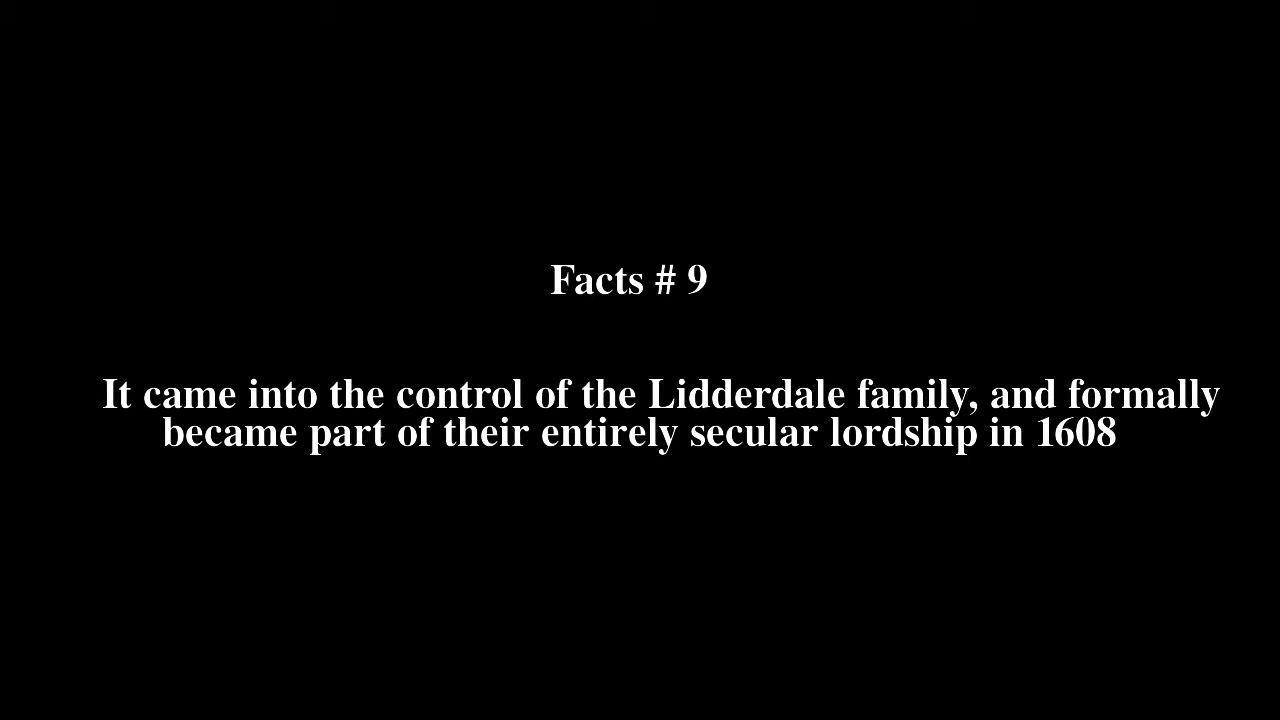 Facts # 9
It came into the control of the Lidderdale family, and formally
became part of their entirely secular lordship in 1608